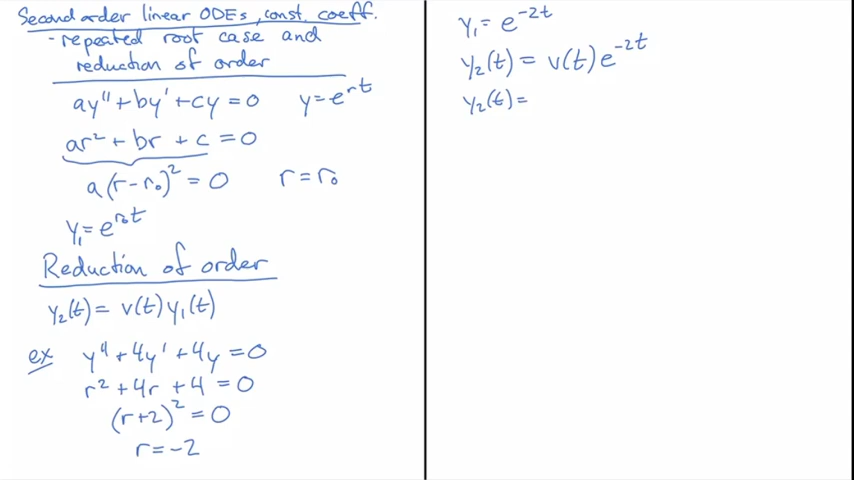 Second order linear ODEs, const. coeff.
- repeated root case and
reduction of order
ay'' + by' + cy = 0 y = e^{rt}
ar² + br + c = 0
a(r - r₀)² = 0 r = r₀
y₁ = e^{r₀t}
Reduction of order
y₂(t) = v(t) y₁(t)
ex y'' + 4y' + 4y = 0
r² + 4r + 4 = 0
(r+2)² = 0
r = -2
y₁ = e^{-2t}
y₂(t) = v(t) e^{-2t}
y₂(t) =